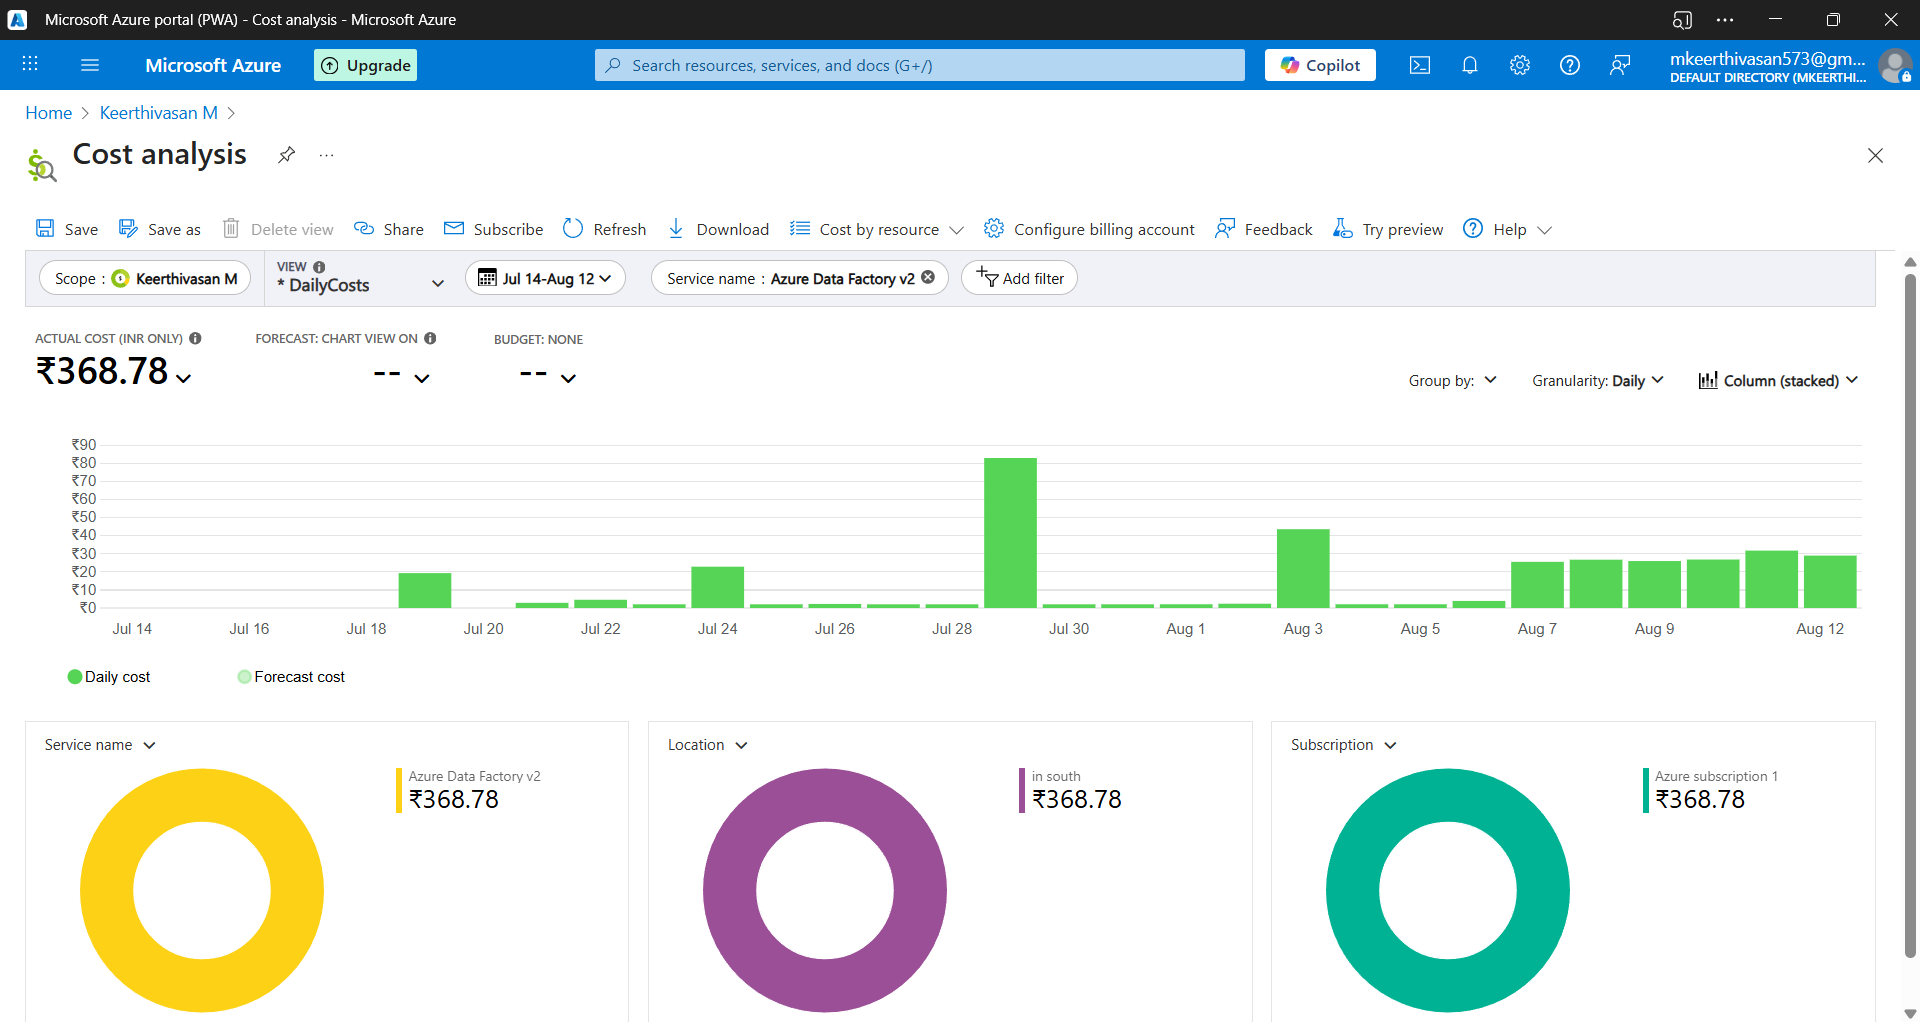 Microsoft Azure portal (PWA) - Cost analysis - Microsoft Azure
Microsoft Azure
Upgrade
Search resources, services, and docs (G+/)
Copilot
mkeerthivasan573@gm...
DEFAULT DIRECTORY (MKEERTHI...
Home > Keerthivasan M >
Cost analysis
Save
Save as
Delete view
Share
Subscribe
Refresh
Download
Cost by resource
Configure billing account
Feedback
Try preview
Help
Scope : Keerthivasan M
VIEW
* DailyCosts
Jul 14-Aug 12
Service name : Azure Data Factory v2
Add filter
ACTUAL COST (INR ONLY)
₹368.78
FORECAST: CHART VIEW ON
--
BUDGET: NONE
--
Group by:
Granularity: Daily
Column (stacked)
₹90
₹80
₹70
₹60
₹50
₹40
₹30
₹20
₹10
₹0
Jul 14
Jul 16
Jul 18
Jul 20
Jul 22
Jul 24
Jul 26
Jul 28
Jul 30
Aug 1
Aug 3
Aug 5
Aug 7
Aug 9
Aug 12
Daily cost
Forecast cost
Service name
Azure Data Factory v2
₹368.78
Location
in south
₹368.78
Subscription
Azure subscription 1
₹368.78